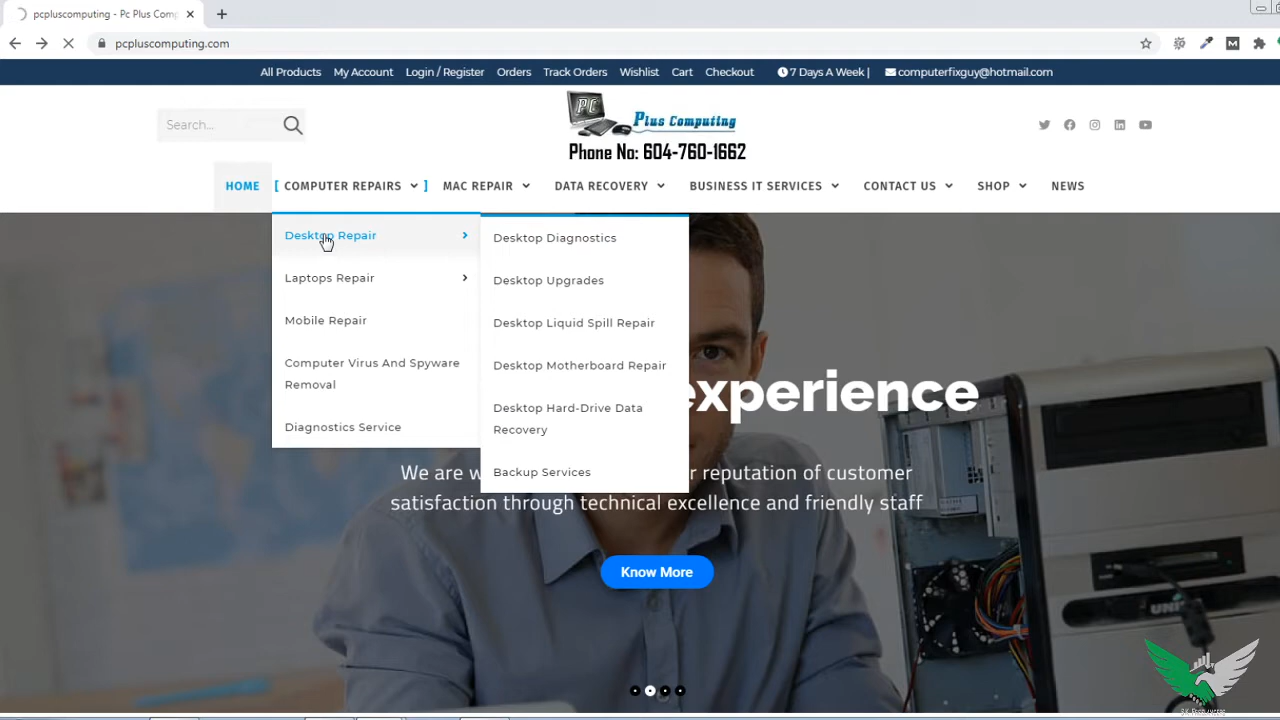 pcpluscomputing - Pc Plus Comp
pcpluscomputing.com
All Products My Account Login / Register Orders Track Orders Wishlist Cart Checkout 7 Days A Week | computerfixguy@hotmail.com
Search...
PC Plus Computing
Phone No: 604-760-1662
HOME [ COMPUTER REPAIRS ] MAC REPAIR DATA RECOVERY BUSINESS IT SERVICES CONTACT US SHOP NEWS
Desktop Repair
Laptops Repair
Mobile Repair
Computer Virus And Spyware
Removal
Diagnostics Service
Desktop Diagnostics
Desktop Upgrades
Desktop Liquid Spill Repair
Desktop Motherboard Repair
Desktop Hard-Drive Data
Recovery
Backup Services
experience
We are w r reputation of customer
satisfaction through technical excellence and friendly staff
Know More